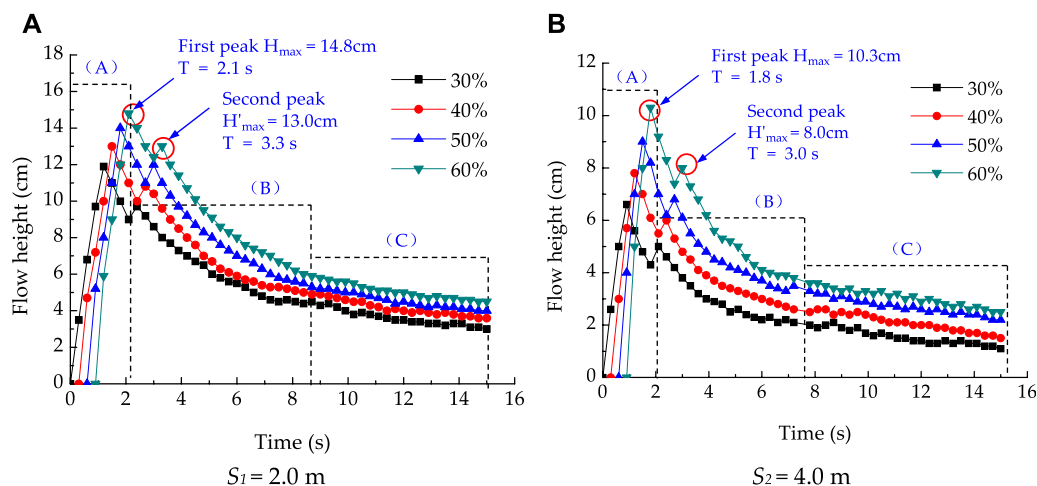 A
First peak Hmax = 14.8cm
T = 2.1 s
Second peak
H'max = 13.0cm
T = 3.3 s
(A)
(B)
(C)
30%
40%
50%
60%
Flow height (cm)
18
16
14
12
10
8
6
4
2
0
0 2 4 6 8 10 12 14 16
Time (s)
S1 = 2.0 m
B
First peak Hmax = 10.3cm
T = 1.8 s
Second peak
H'max = 8.0cm
T = 3.0 s
(A)
(B)
(C)
30%
40%
50%
60%
Flow height (cm)
12
10
8
6
4
2
0
0 2 4 6 8 10 12 14 16
Time (s)
S2 = 4.0 m